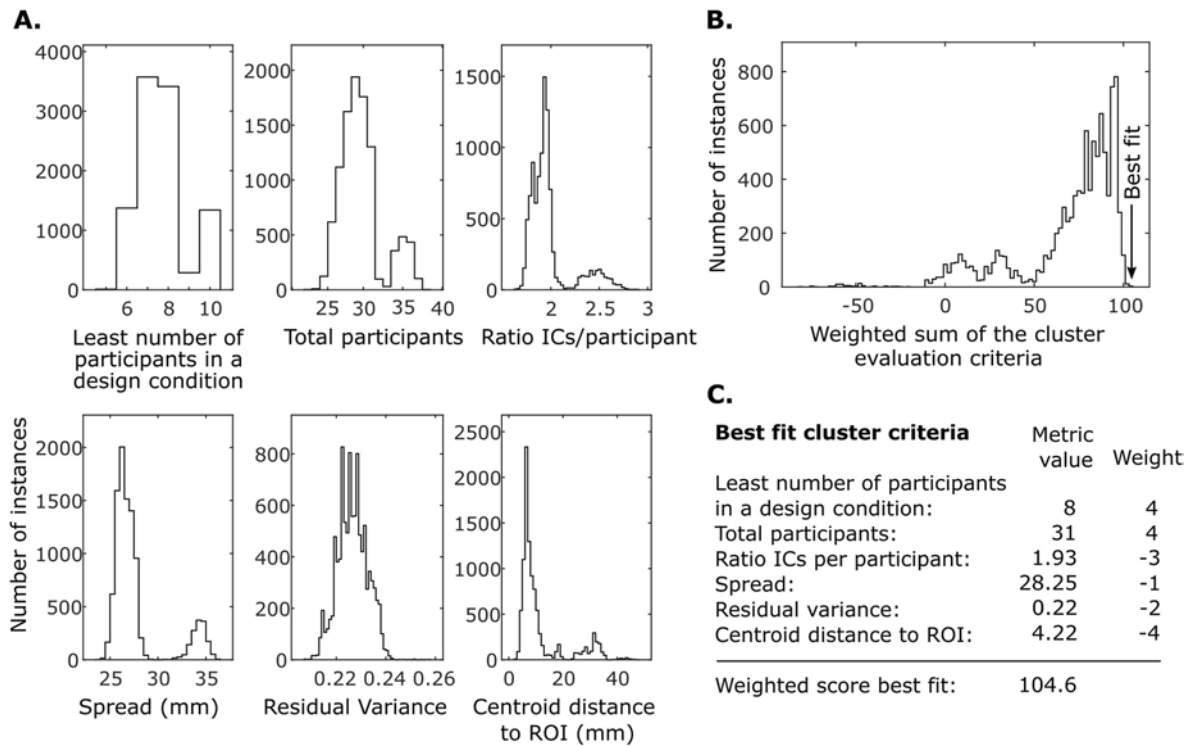 A.
4000
3000
2000
1000
0
6 8 10
Least number of
participants in a
design condition
2000
1500
1000
500
0
25 30 35 40
Total participants
1500
1000
500
0
2 2.5 3
Ratio ICs/participant
B.
Number of instances
800
600
400
200
0
-50 0 50 100
Best fit
Weighted sum of the cluster
evaluation criteria
Number of instances
2000
1500
1000
500
0
25 30 35
Spread (mm)
800
600
400
200
0
0.22 0.24 0.26
Residual Variance
2500
2000
1500
1000
500
0
0 20 40
Centroid distance
to ROI (mm)
C.
Best fit cluster criteria Metric value Weight
Least number of participants
in a design condition: 8 4
Total participants: 31 4
Ratio ICs per participant: 1.93 -3
Spread: 28.25 -1
Residual variance: 0.22 -2
Centroid distance to ROI: 4.22 -4
Weighted score best fit: 104.6